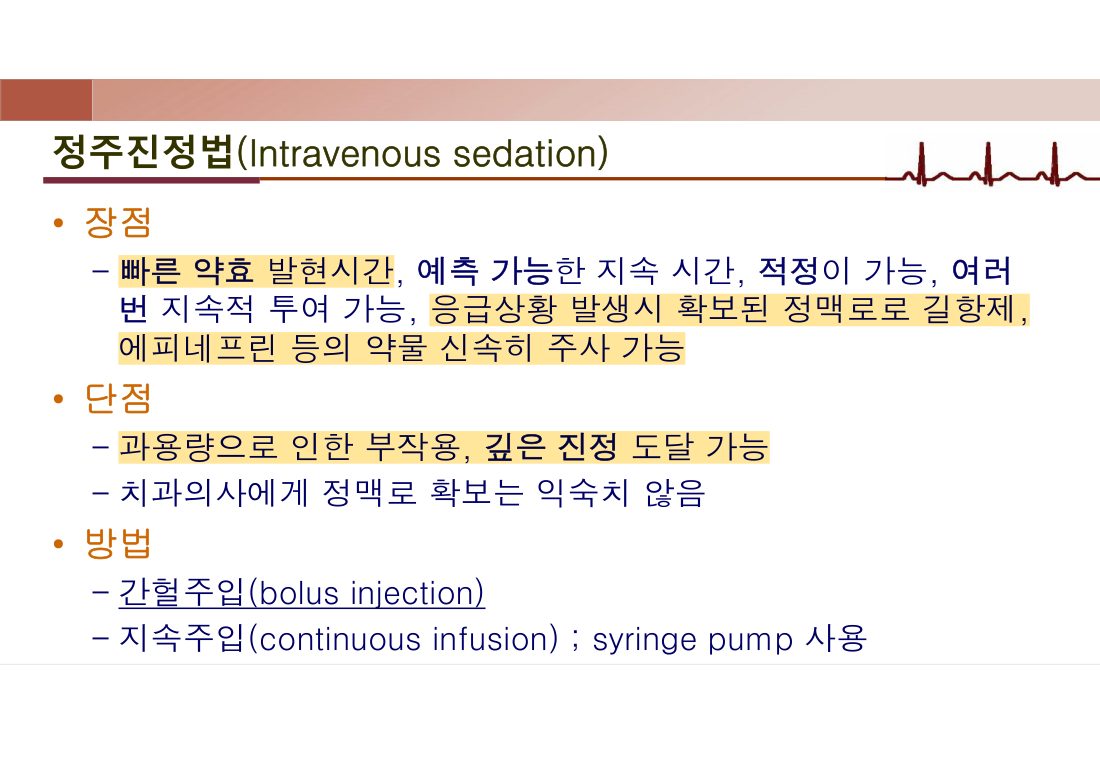 정주진정법(Intravenous sedation)
• 장점
– 빠른 약효 발현시간, 예측 가능한 지속 시간, 적정이 가능, 여러
번 지속적 투여 가능, 응급상황 발생시 확보된 정맥로로 길항제,
에피네프린 등의 약물 신속히 주사 가능
• 단점
– 과용량으로 인한 부작용, 깊은 진정 도달 가능
– 치과의사에게 정맥로 확보는 익숙치 않음
• 방법
– 간헐주입(bolus injection)
– 지속주입(continuous infusion) ; syringe pump 사용